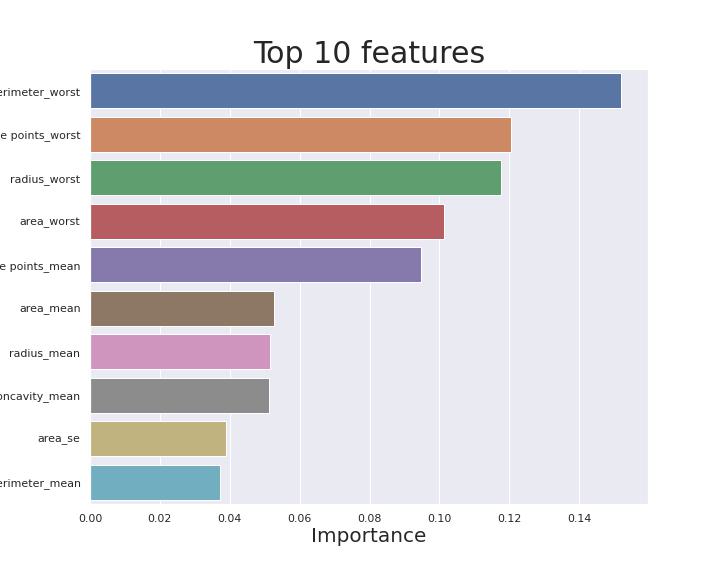 Top 10 features
erimeter_worst
e points_worst
radius_worst
area_worst
e points_mean
area_mean
radius_mean
oncavity_mean
area_se
erimeter_mean
0.00 0.02 0.04 0.06 0.08 0.10 0.12 0.14
Importance